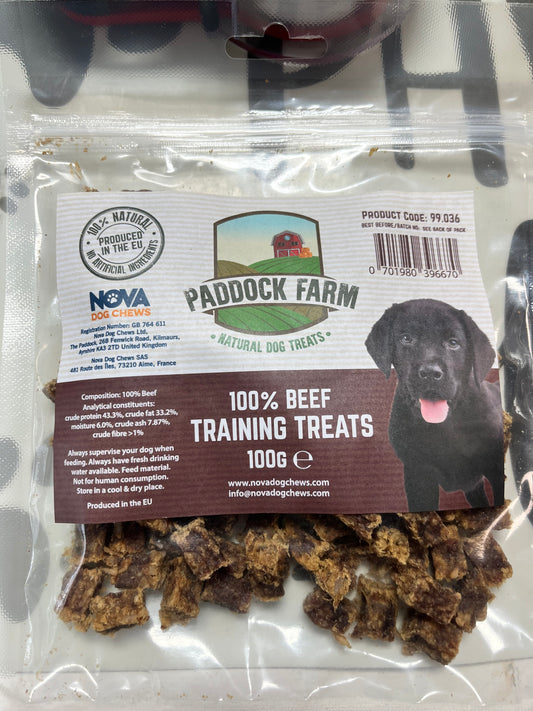 100% NATURAL
PRODUCED
IN THE EU
NO ARTIFICIAL INGREDIENTS
NOVA
DOG CHEWS
Registration Number: GB 764 611
Nova Dog Chews Ltd,
The Paddock, 26B Fenwick Road, Kilmaurs,
Ayrshire KA3 2TD United Kingdom
Nova Dog Chews SAS
481 Route des Îles, 73210 Aime, France
PADDOCK FARM
• NATURAL DOG TREATS •
PRODUCT CODE: 99.036
BEST BEFORE/BATCH NO: SEE BACK OF PACK
0 701980 396670
Composition: 100% Beef
Analytical constituents:
crude protein 43.3%, crude fat 33.2%,
moisture 6.0%, crude ash 7.87%,
crude fibre >1%
Always supervise your dog when
feeding. Always have fresh drinking
water available. Feed material.
Not for human consumption.
Store in a cool & dry place.
Produced in the EU
100% BEEF
TRAINING TREATS
100G ℮
www.novadogchews.com
info@novadogchews.com